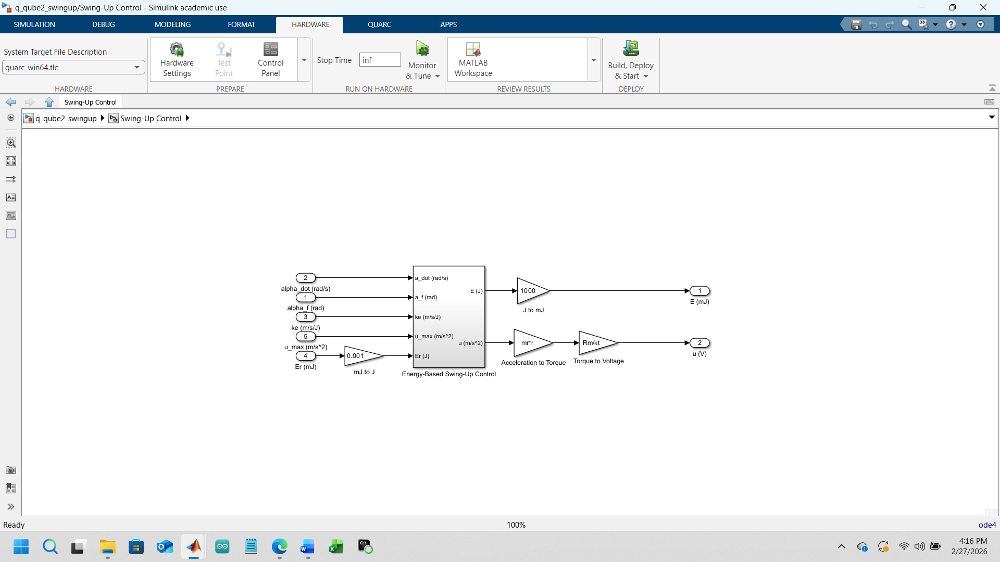 q_qube2_swingup/Swing-Up Control - Simulink academic use
SIMULATION DEBUG MODELING FORMAT HARDWARE QUARC APPS
System Target File Description
quarc_win64.tlc
Hardware Settings
Test Point
Control Panel
Stop Time inf
Monitor & Tune
MATLAB Workspace
Build, Deploy & Start
HARDWARE PREPARE RUN ON HARDWARE REVIEW RESULTS DEPLOY
Swing-Up Control
q_qube2_swingup Swing-Up Control
2
alpha_dot (rad/s)
1
alpha_f (rad)
3
ke (m/s/J)
5
u_max (m/s^2)
4
Er (mJ)
0.001
mJ to J
a_dot (rad/s)
a_f (rad)
ke (m/s/J)
u_max (m/s^2)
Er (J)
E (J)
u (m/s^2)
Energy-Based Swing-Up Control
1000
J to mJ
mr*r
Acceleration to Torque
Rm/kt
Torque to Voltage
1
E (mJ)
2
u (V)
Ready 100% ode4
4:16 PM
2/27/2026